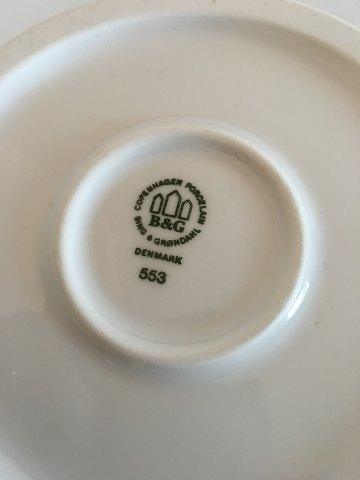 COPENHAGEN PORCELAIN
B&G
BING & GRØNDAHL
DENMARK
553